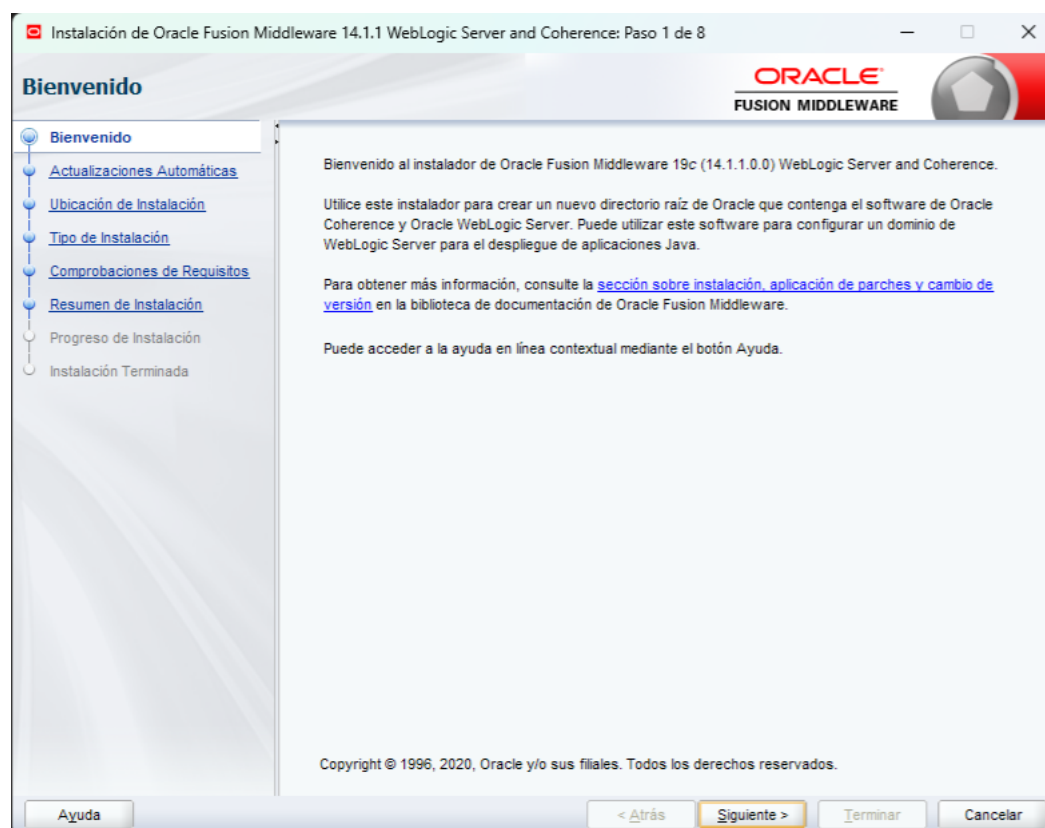 Instalación de Oracle Fusion Middleware 14.1.1 WebLogic Server and Coherence: Paso 1 de 8
Bienvenido
ORACLE
FUSION MIDDLEWARE
Bienvenido
Actualizaciones Automáticas
Ubicación de Instalación
Tipo de Instalación
Comprobaciones de Requisitos
Resumen de Instalación
Progreso de Instalación
Instalación Terminada
Bienvenido al instalador de Oracle Fusion Middleware 19c (14.1.1.0.0) WebLogic Server and Coherence.
Utilice este instalador para crear un nuevo directorio raíz de Oracle que contenga el software de Oracle
Coherence y Oracle WebLogic Server. Puede utilizar este software para configurar un dominio de
WebLogic Server para el despliegue de aplicaciones Java.
Para obtener más información, consulte la sección sobre instalación, aplicación de parches y cambio de
versión en la biblioteca de documentación de Oracle Fusion Middleware.
Puede acceder a la ayuda en línea contextual mediante el botón Ayuda.
Copyright © 1996, 2020, Oracle y/o sus filiales. Todos los derechos reservados.
Ayuda
< Atrás
Siguiente >
Terminar
Cancelar